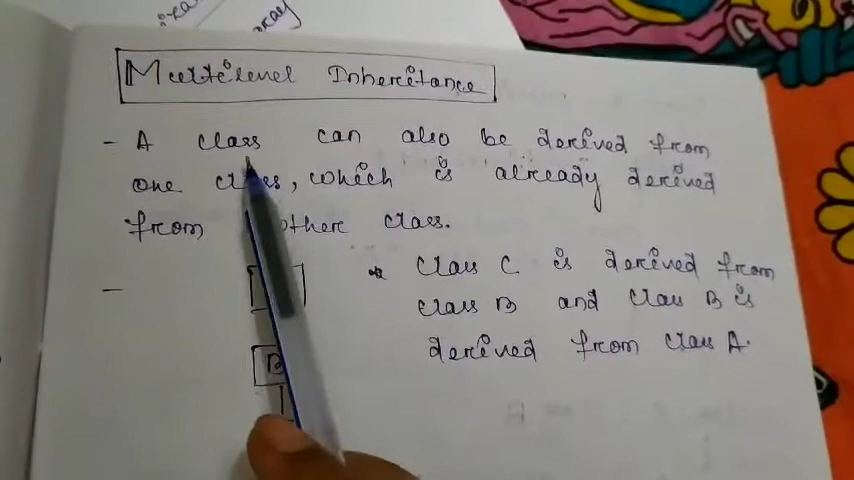 Multilevel Inheritance
- A class can also be derived from
one class, which is already derived
from other class.
* Class C is derived from
class B and class B is
derived from class A.
-
B